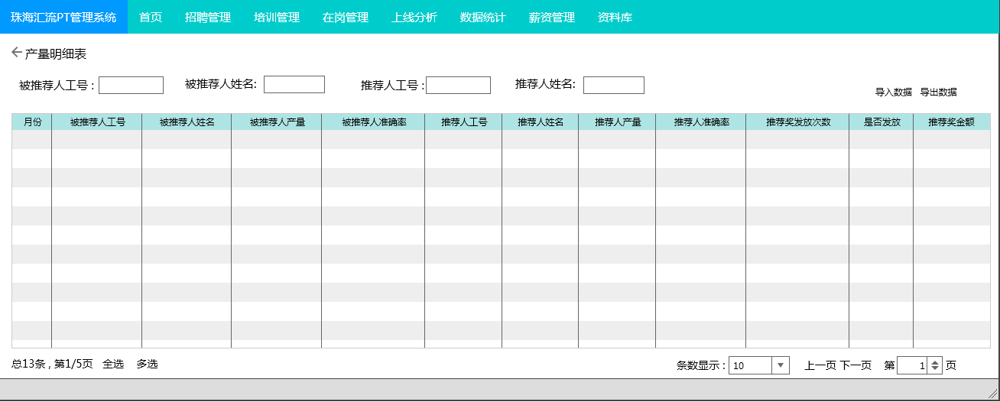 珠海汇流PT管理系统 首页 招聘管理 培训管理 在岗管理 上线分析 数据统计 薪资管理 资料库
产量明细表
被推荐人工号： 被推荐人姓名: 推荐人工号： 推荐人姓名:
导入数据 导出数据
月份 被推荐人工号 被推荐人姓名 被推荐人产量 被推荐人准确率 推荐人工号 推荐人姓名 推荐人产量 推荐人准确率 推荐奖发放次数 是否发放 推荐奖金额
总13条，第1/5页 全选 多选 条数显示： 10 上一页 下一页 第 1 页